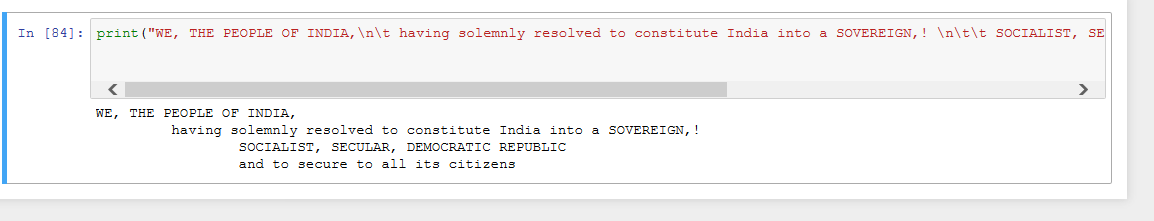 In [84]: print("WE, THE PEOPLE OF INDIA,\n\t having solemnly resolved to constitute India into a SOVEREIGN,! \n\t\t SOCIALIST, SE
WE, THE PEOPLE OF INDIA,
having solemnly resolved to constitute India into a SOVEREIGN,!
SOCIALIST, SECULAR, DEMOCRATIC REPUBLIC
and to secure to all its citizens